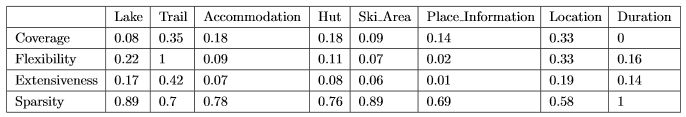 Lake Trail Accommodation Hut Ski_Area Place_Information Location Duration
Coverage 0.08 0.35 0.18 0.18 0.09 0.14 0.33 0
Flexibility 0.22 1 0.09 0.11 0.07 0.02 0.33 0.16
Extensiveness 0.17 0.42 0.07 0.08 0.06 0.01 0.19 0.14
Sparsity 0.89 0.7 0.78 0.76 0.89 0.69 0.58 1